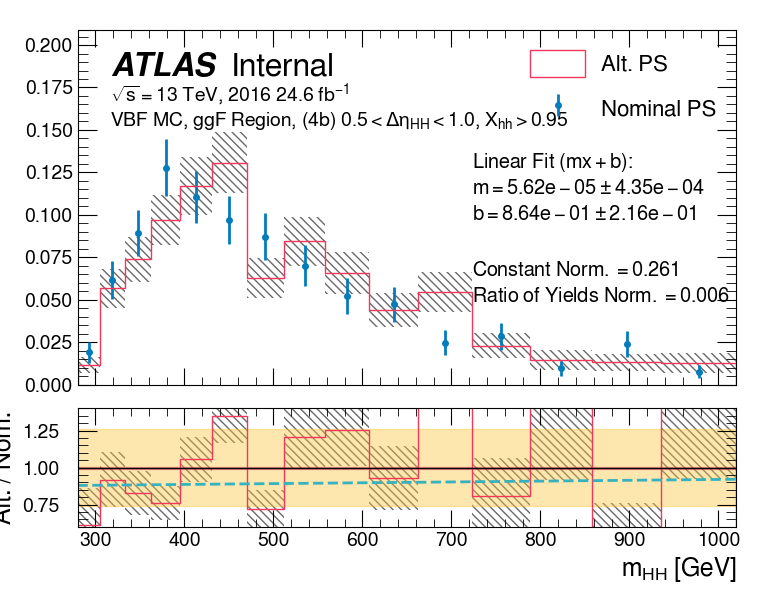 ATLAS Internal
√s = 13 TeV, 2016 24.6 fb⁻¹
VBF MC, ggF Region, (4b) 0.5 < Δη_HH < 1.0, X_hh > 0.95
Alt. PS
Nominal PS
Linear Fit (mx + b):
m = 5.62e − 05 ± 4.35e − 04
b = 8.64e − 01 ± 2.16e − 01
Constant Norm. = 0.261
Ratio of Yields Norm. = 0.006
0.200
0.175
0.150
0.125
0.100
0.075
0.050
0.025
0.000
Alt. / Nom.
1.25
1.00
0.75
300 400 500 600 700 800 900 1000
m_HH [GeV]